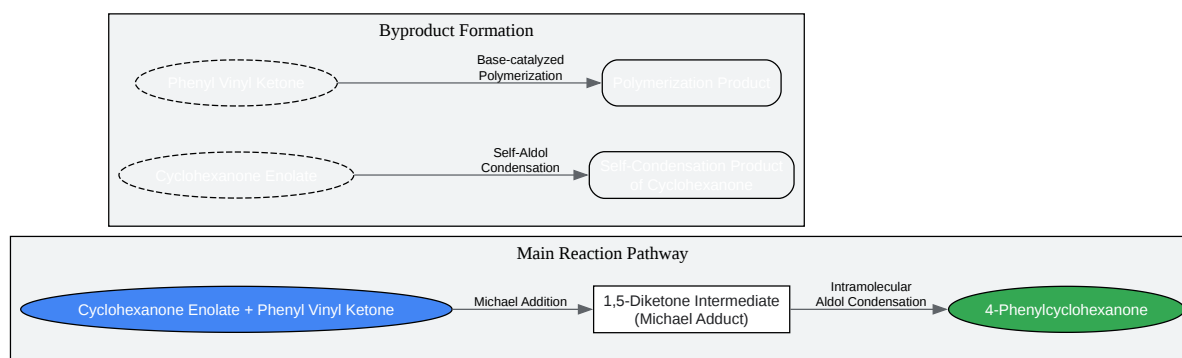 Byproduct Formation
Base-catalyzed
Polymerization
Phenyl Vinyl Ketone
Polymerization Product
Self-Aldol
Condensation
Cyclohexanone Enolate
Self-Condensation Product
of Cyclohexanone
Main Reaction Pathway
Cyclohexanone Enolate + Phenyl Vinyl Ketone
Michael Addition
1,5-Diketone Intermediate
(Michael Adduct)
Intramolecular
Aldol Condensation
4-Phenylcyclohexanone